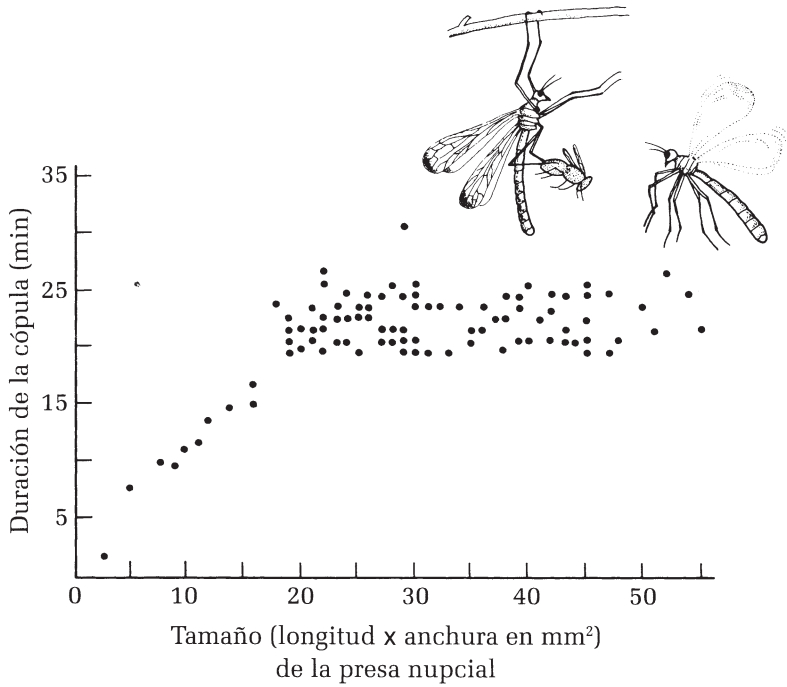 35
25
15
5
Duración de la cópula (min)
0 10 20 30 40 50
Tamaño (longitud x anchura en mm²)
de la presa nupcial